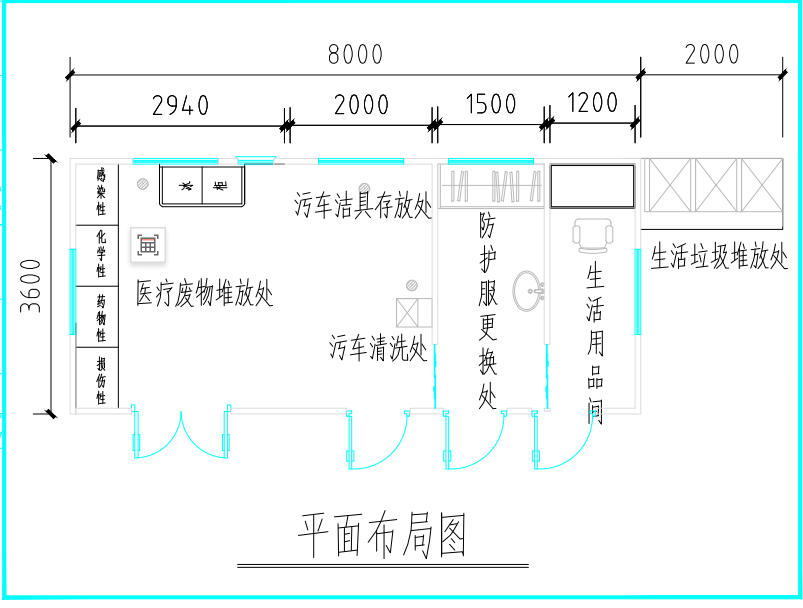 8000
2000
2940
2000
1500
1200
3600
感染性
化学性
药物性
损伤性
冰柜
污车洁具存放处
医疗废物堆放处
污车清洗处
防护服更换处
生活用品间
生活垃圾堆放处
平面布局图